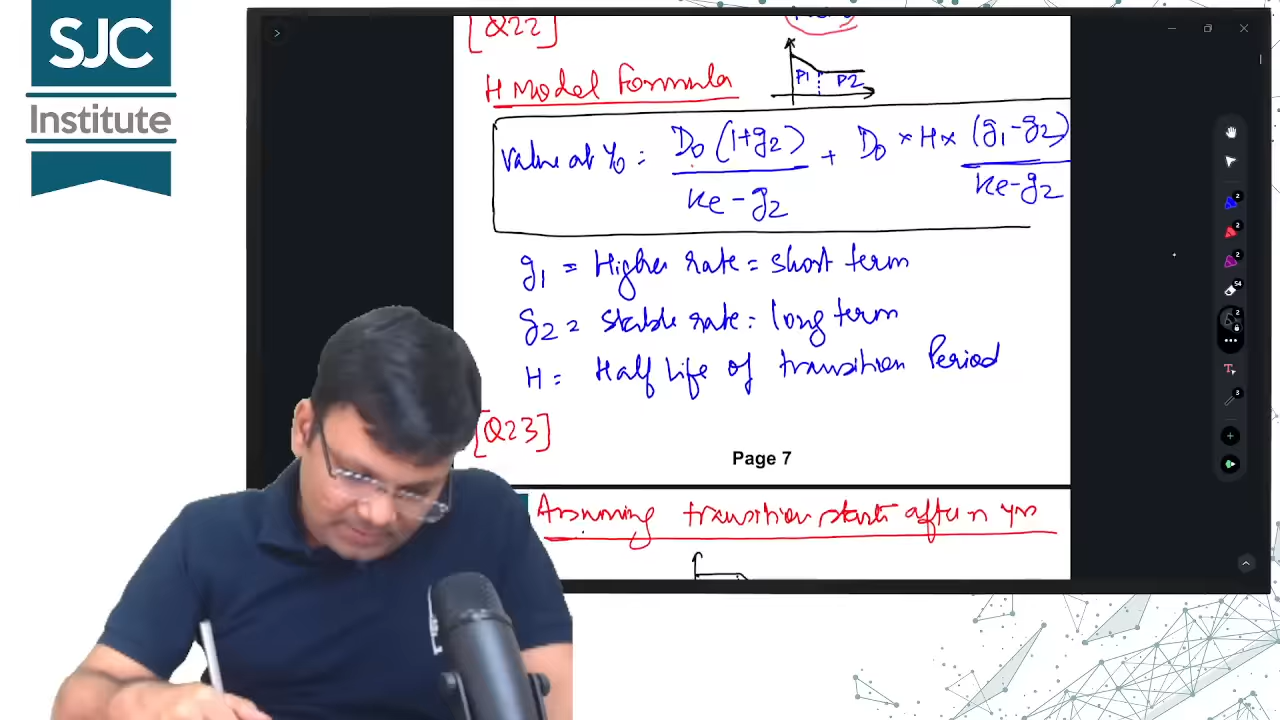 SJC
Institute
[Q22]
H Model Formula
P1 P2
Value at Y0 = D0 (1+g2) / ke - g2 + D0 × H × (g1 - g2) / ke - g2
g1 = Higher rate = short term
g2 = stable rate = long term
H = Half Life of transition Period
[Q23]
Page 7
Assuming transition starts after n yrs